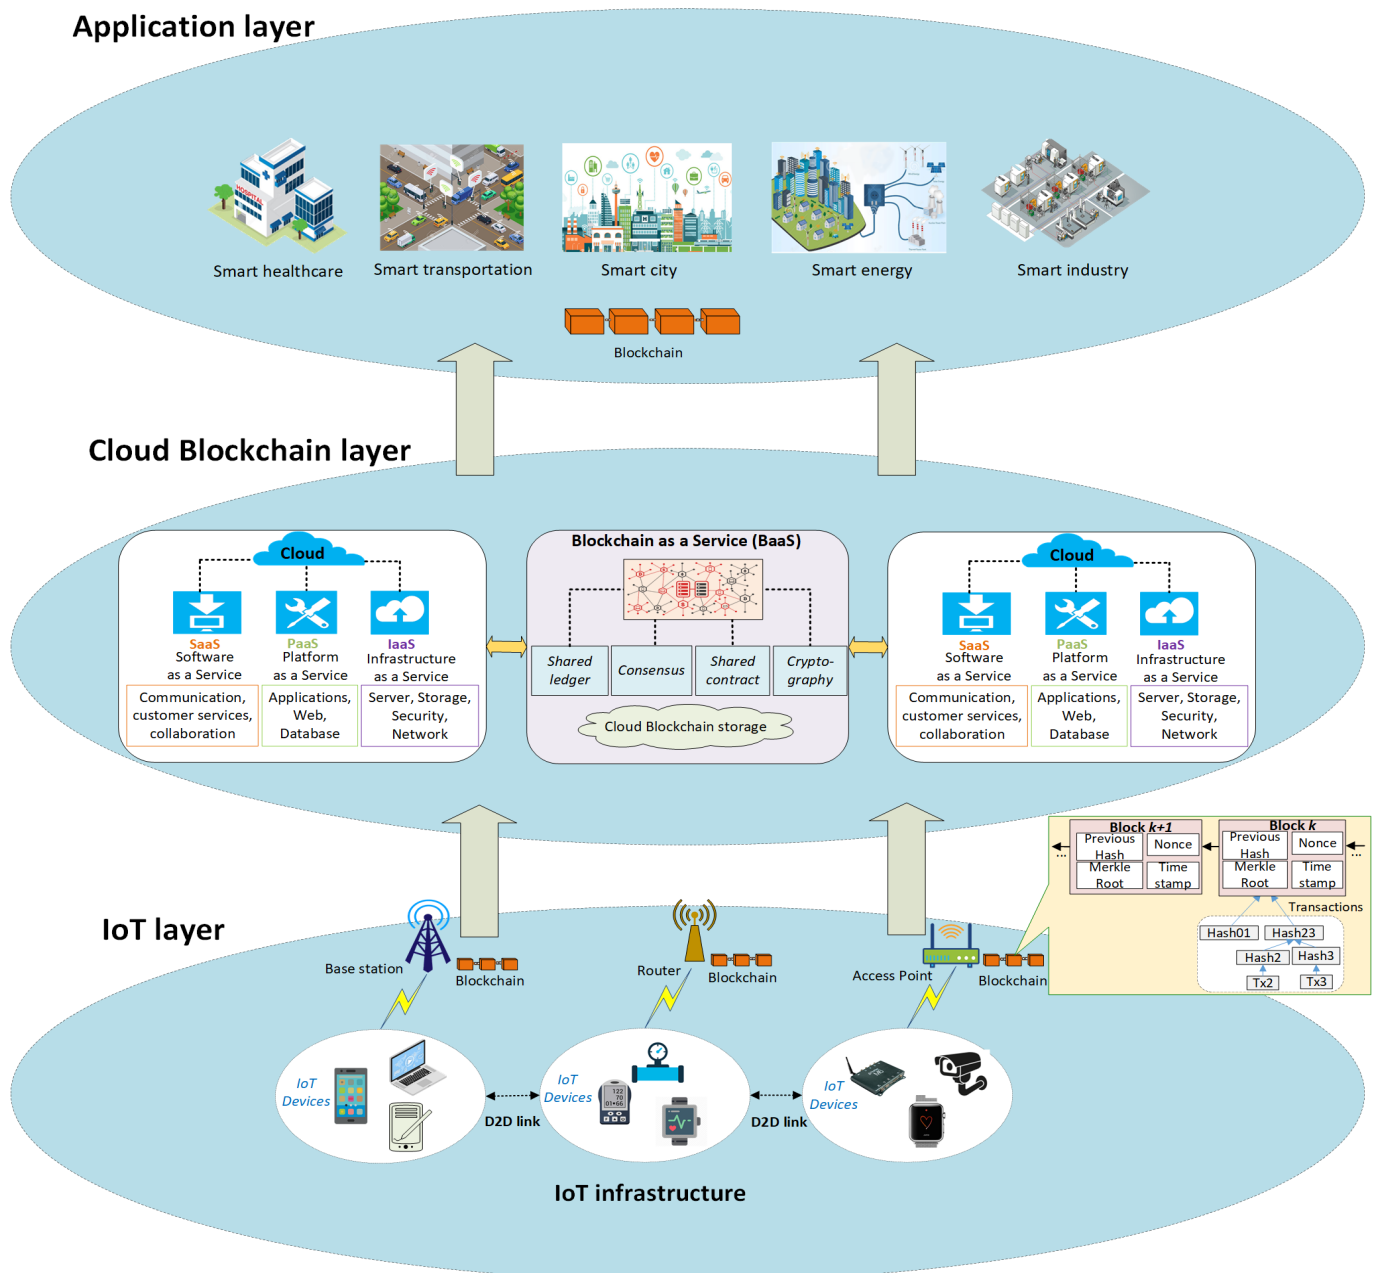 Application layer
HOSPITAL
Smart healthcare
Smart transportation
Smart city
Smart energy
Smart industry
Blockchain
Cloud Blockchain layer
Cloud
SaaS
Software
as a Service
PaaS
Platform
as a Service
IaaS
Infrastructure
as a Service
Communication,
customer services,
collaboration
Applications,
Web,
Database
Server, Storage,
Security,
Network
Blockchain as a Service (BaaS)
Shared
ledger
Consensus
Shared
contract
Crypto-
graphy
Cloud Blockchain storage
Cloud
SaaS
Software
as a Service
PaaS
Platform
as a Service
IaaS
Infrastructure
as a Service
Communication,
customer services,
collaboration
Applications,
Web,
Database
Server, Storage,
Security,
Network
IoT layer
Base station
Blockchain
Router
Blockchain
Access Point
Blockchain
...
Block k+1
Previous
Hash
Nonce
Merkle
Root
Time
stamp
Block k
Previous
Hash
Nonce
Merkle
Root
Time
stamp
...
Transactions
Hash01
Hash23
Hash2
Hash3
Tx2
Tx3
IoT
Devices
D2D link
IoT
Devices
122
70
01•66
D2D link
IoT
Devices
IoT infrastructure